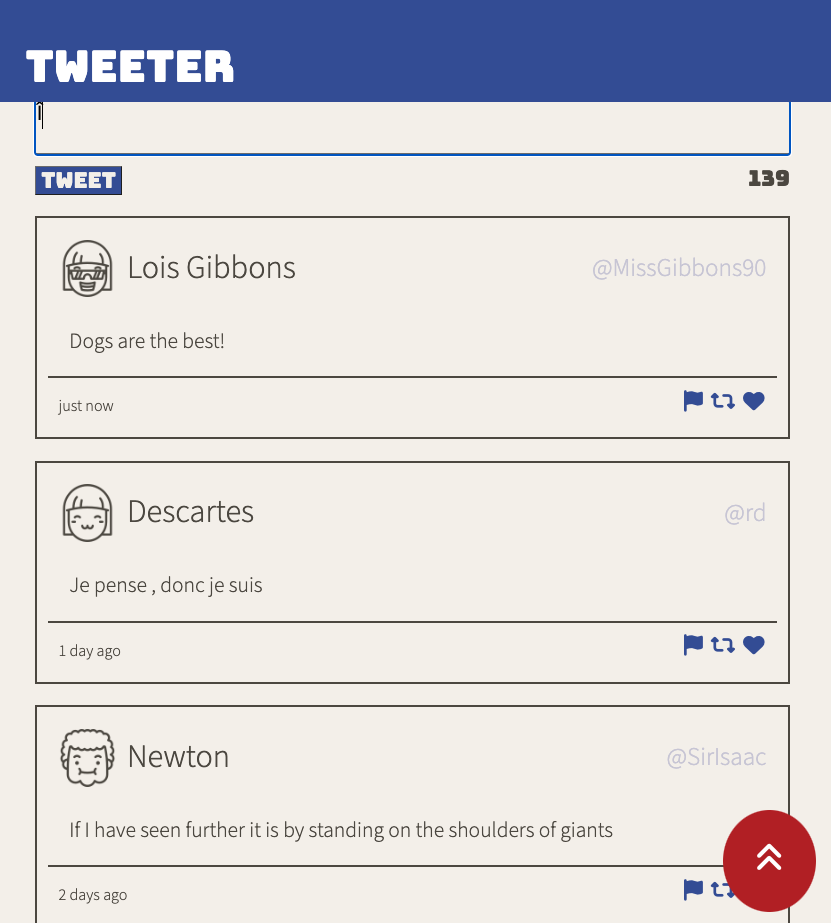 TWEETER
TWEET
139
Lois Gibbons
@MissGibbons90
Dogs are the best!
just now
Descartes
@rd
Je pense , donc je suis
1 day ago
Newton
@SirIsaac
If I have seen further it is by standing on the shoulders of giants
2 days ago